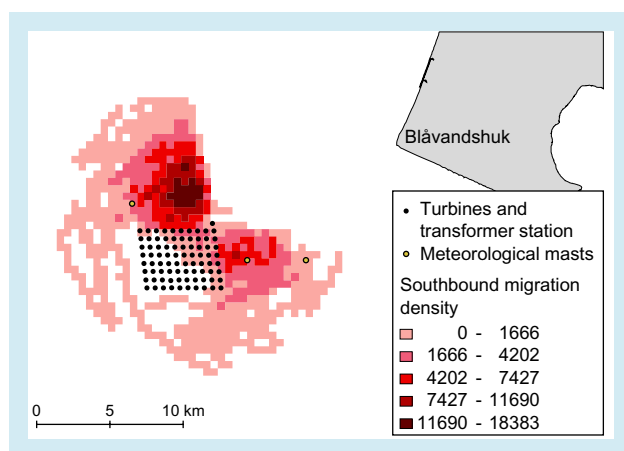 Blåvandshuk
Turbines and
transformer station
Meteorological masts
Southbound migration
density
0 - 1666
1666 - 4202
4202 - 7427
7427 - 11690
11690 - 18383
0 5 10 km